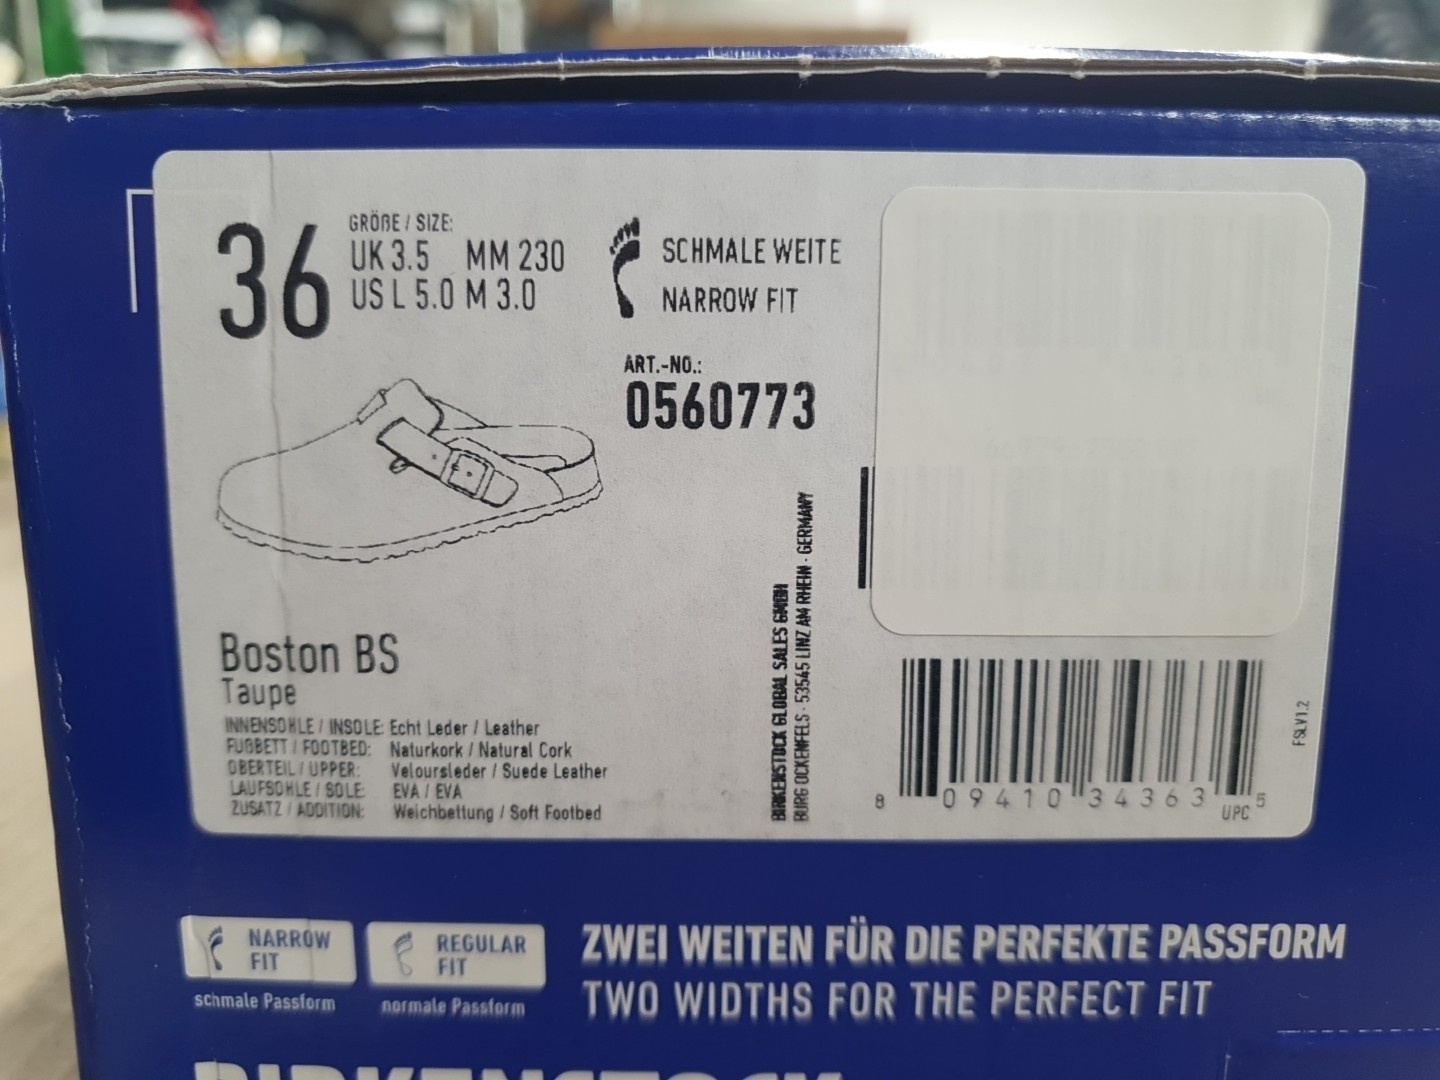 36
GRÖßE / SIZE:
UK 3.5 MM 230
US L 5.0 M 3.0
SCHMALE WEITE
NARROW FIT
ART.-NO.:
0560773
Boston BS
Taupe
INNENSOHLE / INSOLE: Echt Leder / Leather
FUßBETT / FOOTBED: Naturkork / Natural Cork
OBERTEIL / UPPER: Veloursleder / Suede Leather
LAUFSOHLE / SOLE: EVA / EVA
ZUSATZ / ADDITION: Weichbettung / Soft Footbed
BIRKENSTOCK GLOBAL SALES GMBH
BURG OCKENFELS · 53545 LINZ AM RHEIN · GERMANY
8 09410 34363 5
UPC
FSLV1.2
NARROW
FIT
schmale Passform
REGULAR
FIT
normale Passform
ZWEI WEITEN FÜR DIE PERFEKTE PASSFORM
TWO WIDTHS FOR THE PERFECT FIT
BIRKENSTOCK